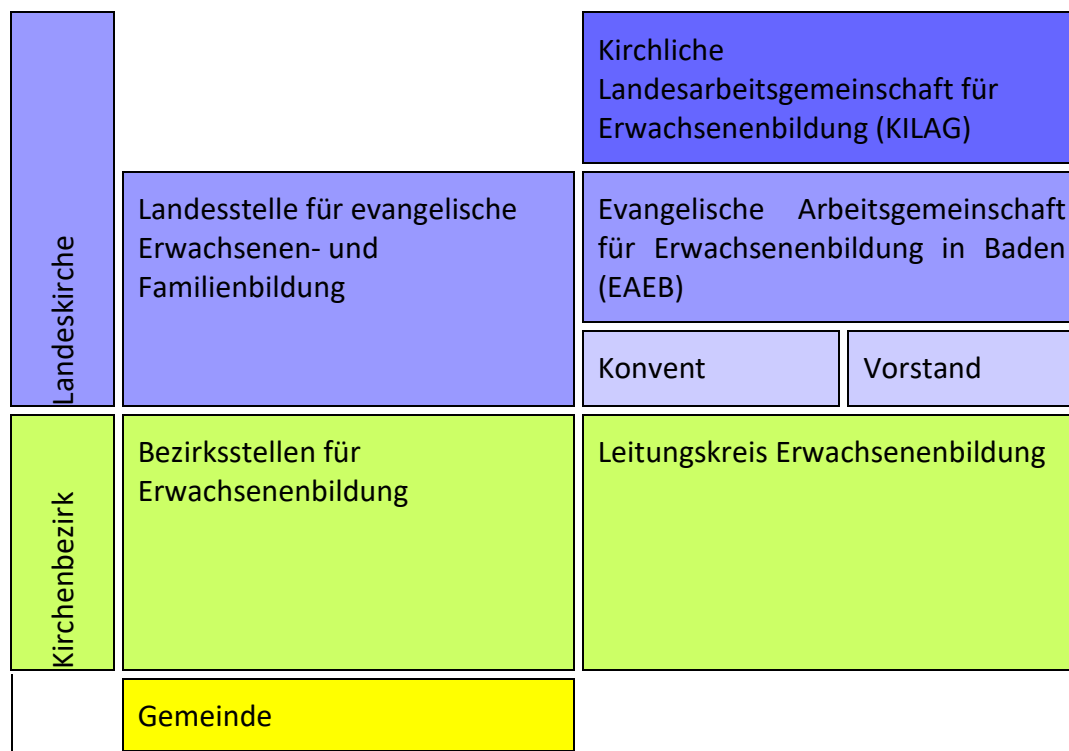 Landeskirche
Kirchliche
Landesarbeitsgemeinschaft für
Erwachsenenbildung (KILAG)
Landesstelle für evangelische
Erwachsenen- und
Familienbildung
Evangelische Arbeitsgemeinschaft
für Erwachsenenbildung in Baden
(EAEB)
Konvent
Vorstand
Kirchenbezirk
Bezirksstellen für
Erwachsenenbildung
Leitungskreis Erwachsenenbildung
Gemeinde